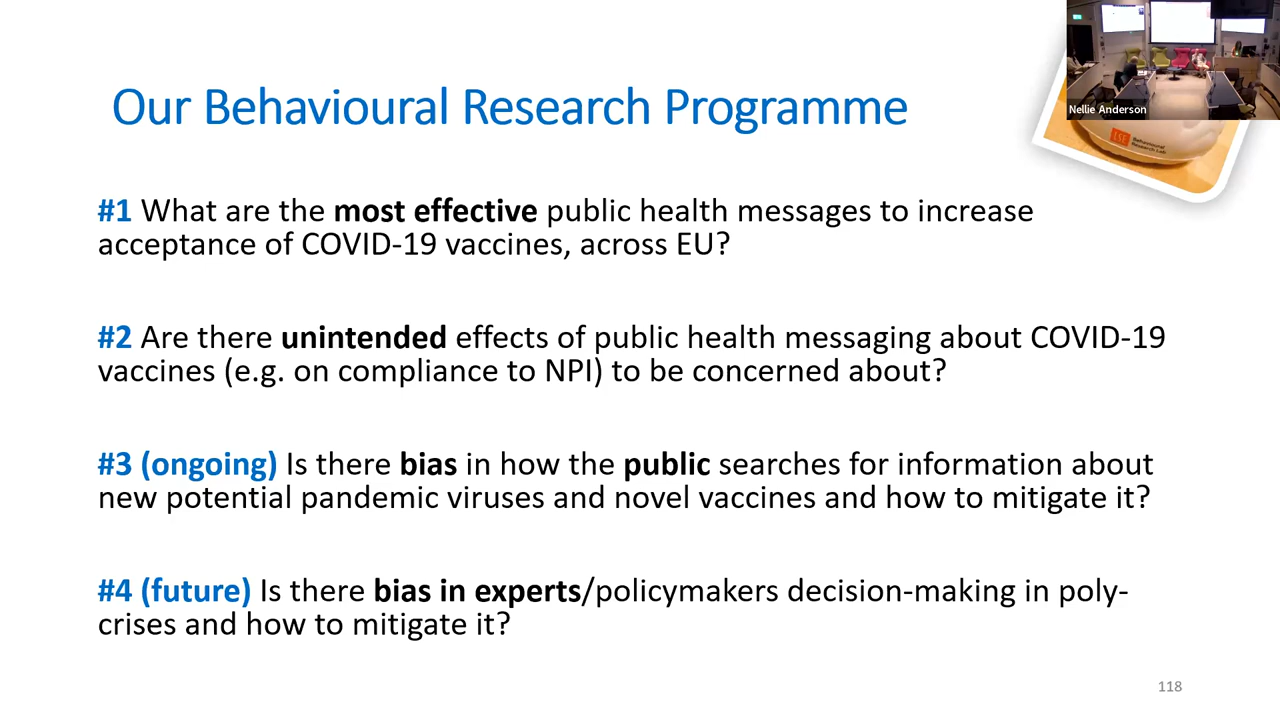 Our Behavioural Research Programme
Nellie Anderson
LSE Behavioural
Research Lab
#1 What are the most effective public health messages to increase
acceptance of COVID-19 vaccines, across EU?
#2 Are there unintended effects of public health messaging about COVID-19
vaccines (e.g. on compliance to NPI) to be concerned about?
#3 (ongoing) Is there bias in how the public searches for information about
new potential pandemic viruses and novel vaccines and how to mitigate it?
#4 (future) Is there bias in experts/policymakers decision-making in poly-
crises and how to mitigate it?
118